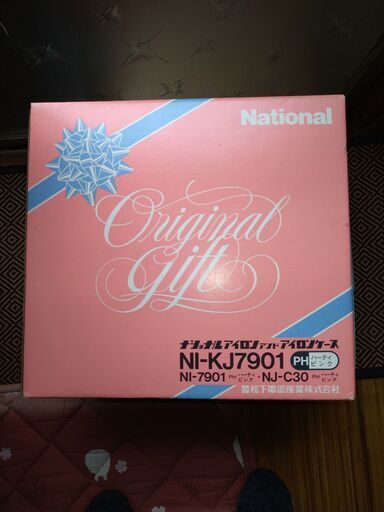 National
Original
Gift
ナショナルアイロンアンドアイロンケース
NI-KJ7901 PH ハーティピンク
NI-7901 PH ハーティピンク・NJ-C30 PH ハーティピンク
松下電器産業株式会社